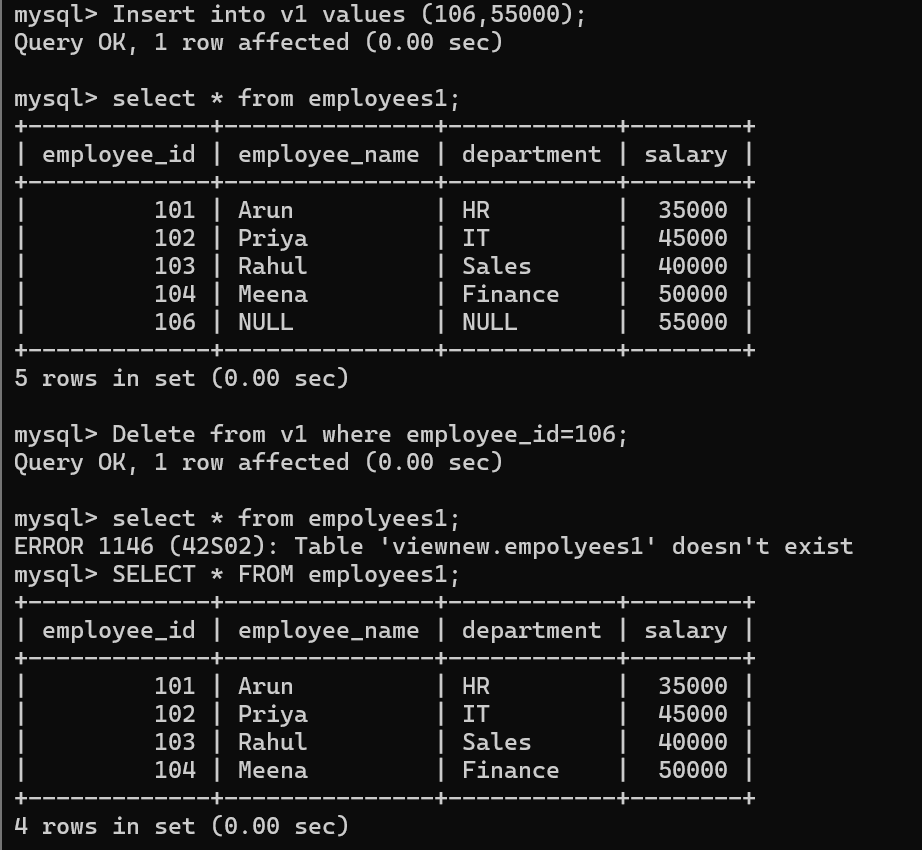 mysql> Insert into v1 values (106,55000);
Query OK, 1 row affected (0.00 sec)

mysql> select * from employees1;
+-------------+---------------+------------+--------+
| employee_id | employee_name | department | salary |
+-------------+---------------+------------+--------+
|         101 | Arun          | HR         |  35000 |
|         102 | Priya         | IT         |  45000 |
|         103 | Rahul         | Sales      |  40000 |
|         104 | Meena         | Finance    |  50000 |
|         106 | NULL          | NULL       |  55000 |
+-------------+---------------+------------+--------+
5 rows in set (0.00 sec)

mysql> Delete from v1 where employee_id=106;
Query OK, 1 row affected (0.00 sec)

mysql> select * from empolyees1;
ERROR 1146 (42S02): Table 'viewnew.empolyees1' doesn't exist
mysql> SELECT * FROM employees1;
+-------------+---------------+------------+--------+
| employee_id | employee_name | department | salary |
+-------------+---------------+------------+--------+
|         101 | Arun          | HR         |  35000 |
|         102 | Priya         | IT         |  45000 |
|         103 | Rahul         | Sales      |  40000 |
|         104 | Meena         | Finance    |  50000 |
+-------------+---------------+------------+--------+
4 rows in set (0.00 sec)